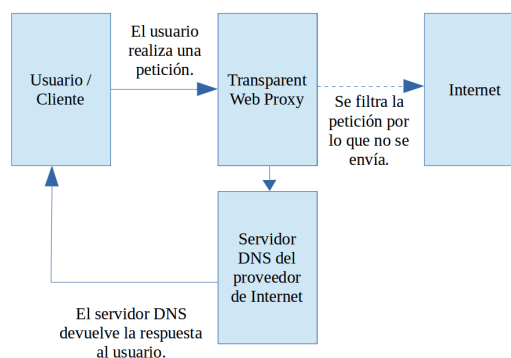 El usuario
realiza una
petición.
Usuario /
Cliente
Transparent
Web Proxy
Internet
Se filtra la
petición por
lo que no se
envía.
Servidor
DNS del
proveedor
de Internet
El servidor DNS
devuelve la respuesta
al usuario.